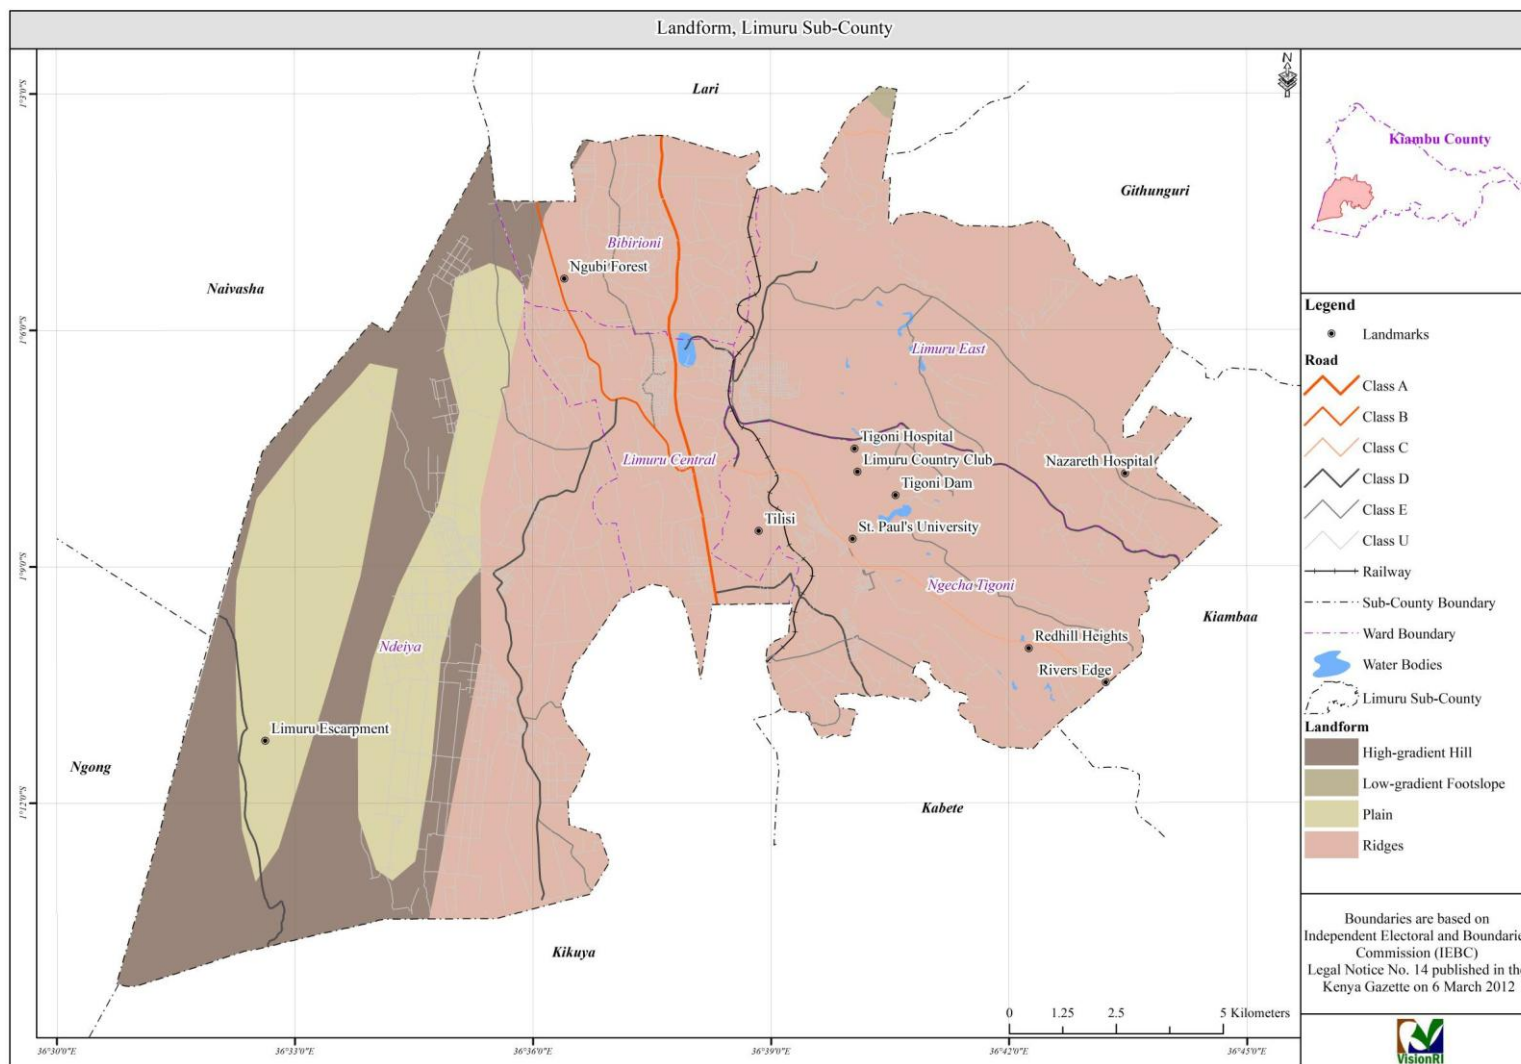 Landform, Limuru Sub-County
N
Lari
Githunguri
Naivasha
Bibirioni
Ngubi Forest
Limuru East
Tigoni Hospital
Limuru Country Club
Limuru Central
Nazareth Hospital
Tigoni Dam
Tilisi
St. Paul's University
Ngecha Tigoni
Kiambaa
Ndeiya
Redhill Heights
Rivers Edge
Limuru Escarpment
Ngong
Kabete
Kikuya
1°3'0"S
1°6'0"S
1°9'0"S
1°12'0"S
36°30'0"E
36°33'0"E
36°36'0"E
36°39'0"E
36°42'0"E
36°45'0"E
0 1.25 2.5 5 Kilometers
Kiambu County
Legend
Landmarks
Road
Class A
Class B
Class C
Class D
Class E
Class U
Railway
Sub-County Boundary
Ward Boundary
Water Bodies
Limuru Sub-County
Landform
High-gradient Hill
Low-gradient Footslope
Plain
Ridges
Boundaries are based on
Independent Electoral and Boundarie
Commission (IEBC)
Legal Notice No. 14 published in the
Kenya Gazette on 6 March 2012
VisionRI